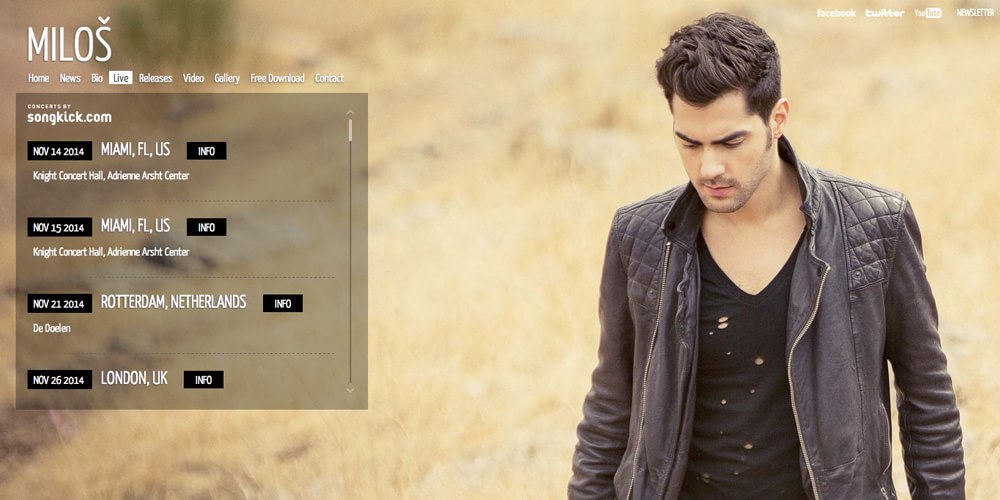 facebook twitter YouTube NEWSLETTER
MILOŠ
Home News Bio Live Releases Video Gallery Free Download Contact
CONCERTS BY
songkick.com
NOV 14 2014 MIAMI, FL, US INFO
Knight Concert Hall, Adrienne Arsht Center
NOV 15 2014 MIAMI, FL, US INFO
Knight Concert Hall, Adrienne Arsht Center
NOV 21 2014 ROTTERDAM, NETHERLANDS INFO
De Doelen
NOV 26 2014 LONDON, UK INFO